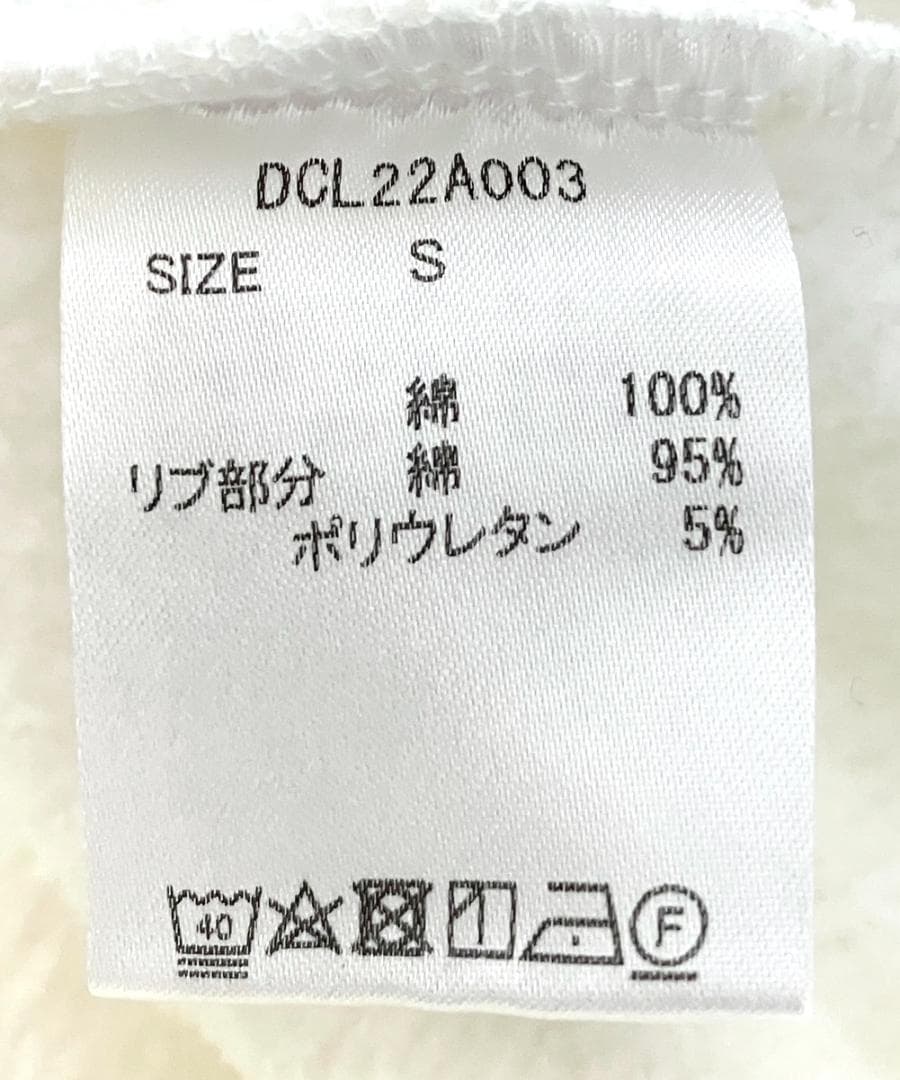 DCL22A003
SIZE S
綿 100%
リブ部分 綿 95%
ポリウレタン 5%
40 F